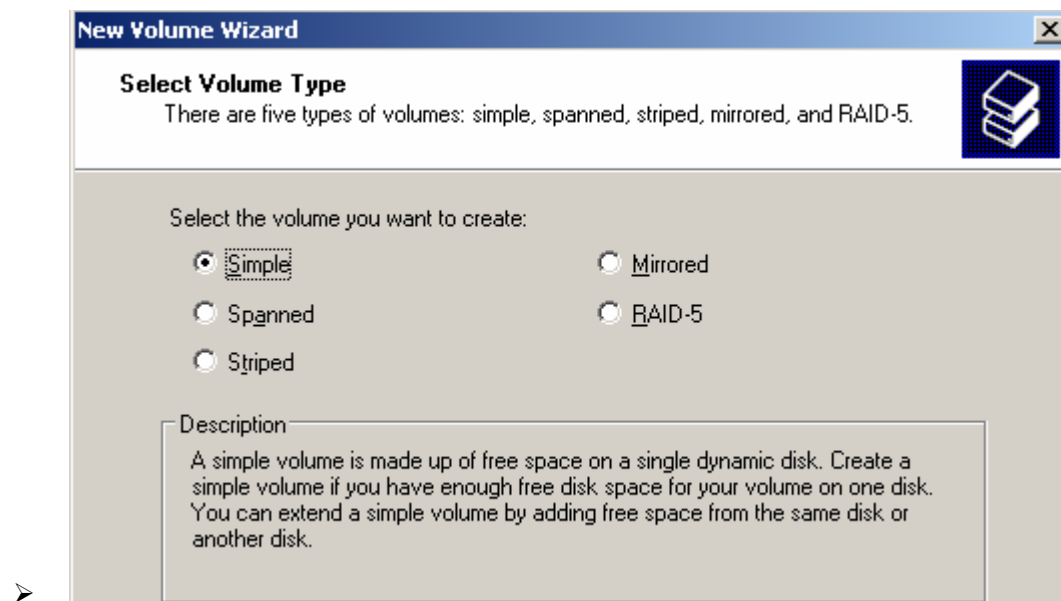 New Volume Wizard
Select Volume Type
There are five types of volumes: simple, spanned, striped, mirrored, and RAID-5.
Select the volume you want to create:
Simple
Mirrored
Spanned
RAID-5
Striped
Description
A simple volume is made up of free space on a single dynamic disk. Create a
simple volume if you have enough free disk space for your volume on one disk.
You can extend a simple volume by adding free space from the same disk or
another disk.